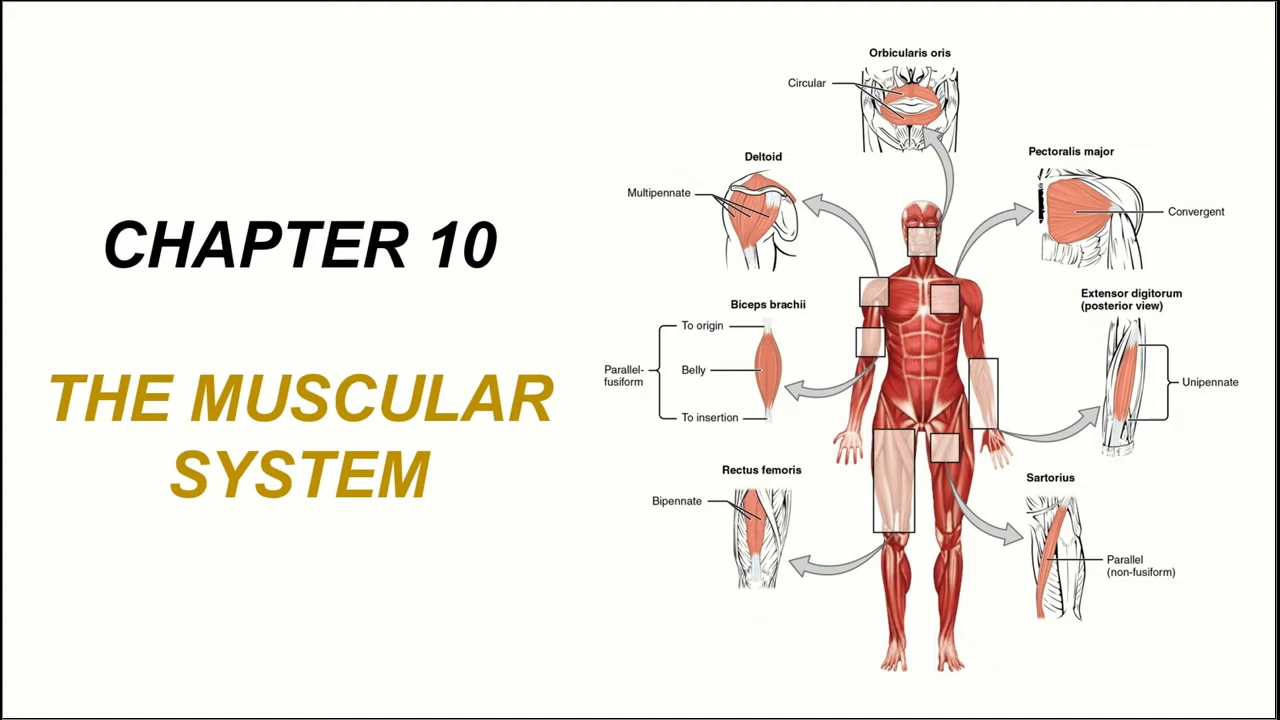 CHAPTER 10
THE MUSCULAR
SYSTEM
Orbicularis oris
Circular
Deltoid
Multipennate
Pectoralis major
Convergent
Biceps brachii
To origin
Parallel-
fusiform
Belly
To insertion
Extensor digitorum
(posterior view)
Unipennate
Rectus femoris
Bipennate
Sartorius
Parallel
(non-fusiform)